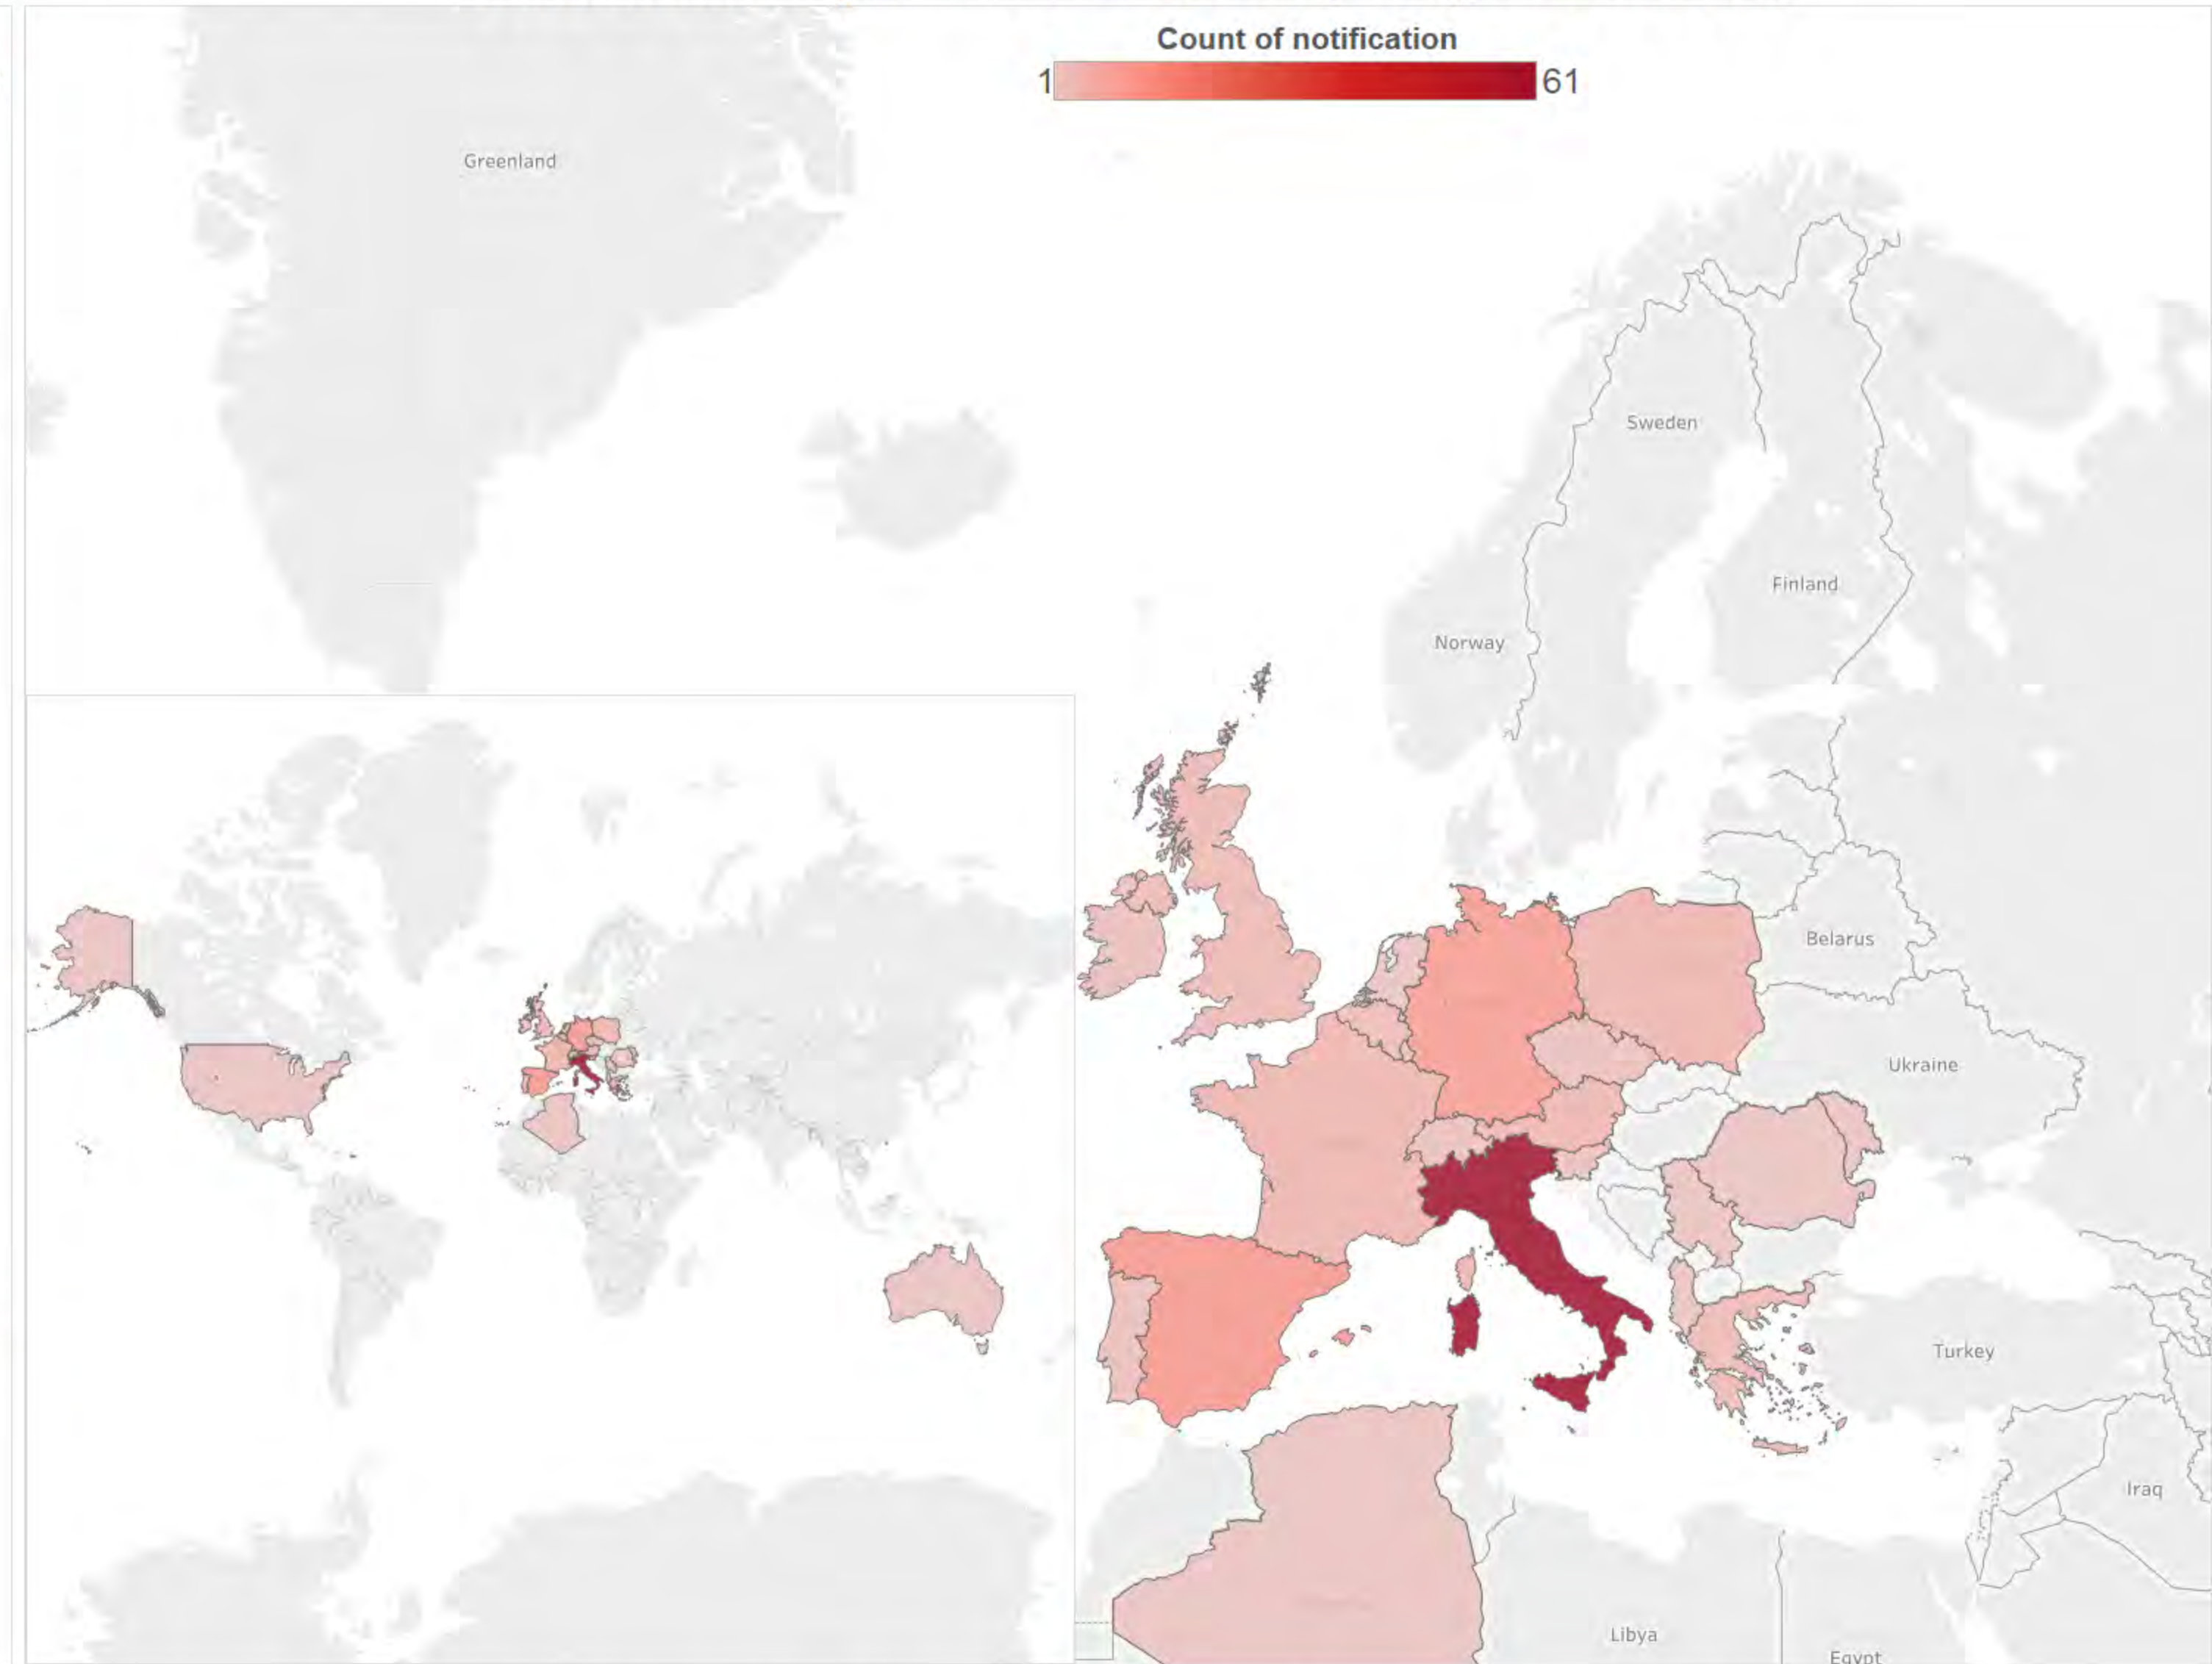 Count of notification
1 61
Greenland
Sweden
Finland
Norway
Belarus
Ukraine
Turkey
Iraq
Libya
Egypt